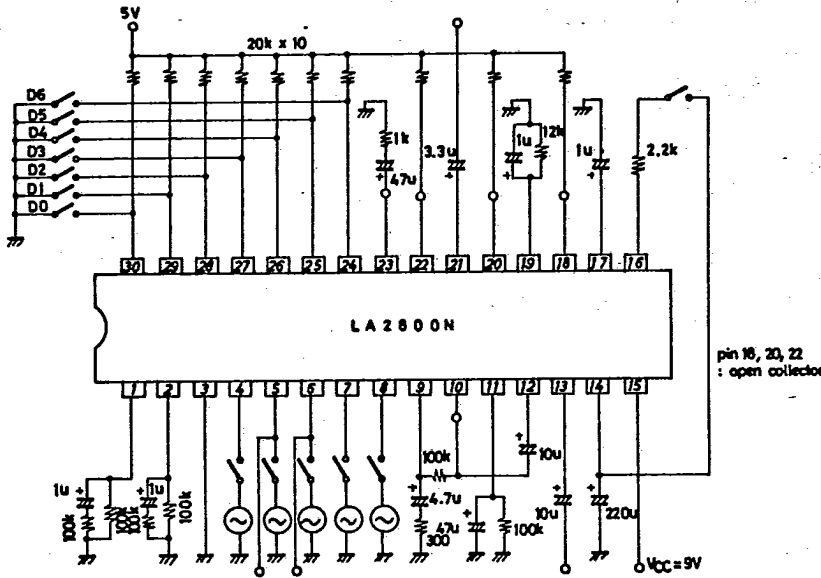 5V
20k x 10
D6
D5
D4
D3
D2
D1
D0
1k
+
47u
3.3u
+
1u
12k
+
1u
+
2.2k
30 29 28 27 26 25 24 23 22 21 20 19 18 17 16
LA2800N
pin 18, 20, 22
: open collector
1 2 3 4 5 6 7 8 9 10 11 12 13 14 15
1u
+
100k
100k
1u
+
100k
100k
100k
+
4.7u
300
+
47u
100k
+
10u
+
10u
+
220u
VCC=9V